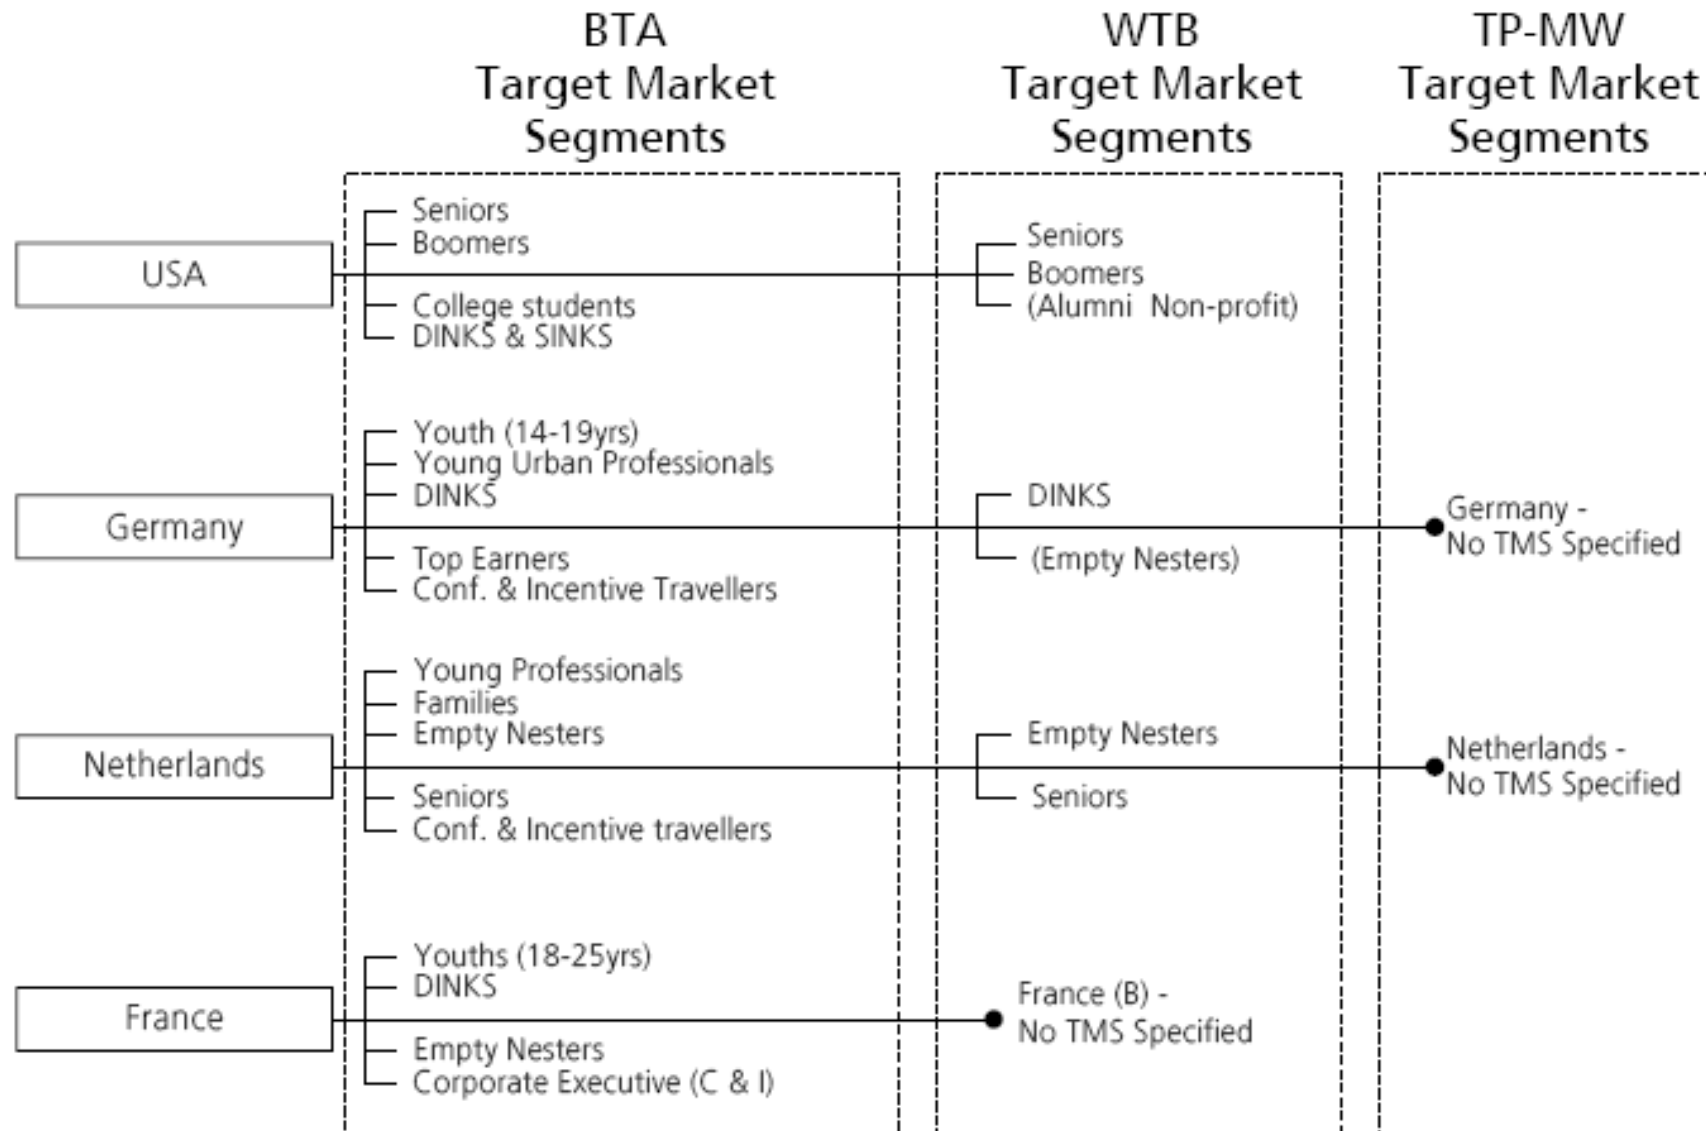 BTA
Target Market
Segments
WTB
Target Market
Segments
TP-MW
Target Market
Segments
USA
Seniors
Boomers
College students
DINKS & SINKS
Seniors
Boomers
(Alumni Non-profit)
Germany
Youth (14-19yrs)
Young Urban Professionals
DINKS
Top Earners
Conf. & Incentive Travellers
DINKS
(Empty Nesters)
Germany -
No TMS Specified
Netherlands
Young Professionals
Families
Empty Nesters
Seniors
Conf. & Incentive travellers
Empty Nesters
Seniors
Netherlands -
No TMS Specified
France
Youths (18-25yrs)
DINKS
Empty Nesters
Corporate Executive (C & I)
France (B) -
No TMS Specified